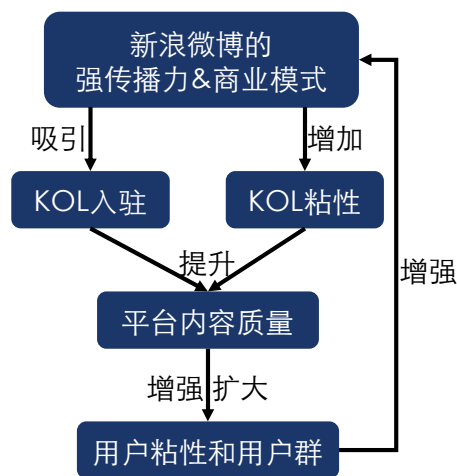 新浪微博的
强传播力&商业模式
吸引
增加
KOL入驻
KOL粘性
提升
增强
平台内容质量
增强 扩大
用户粘性和用户群